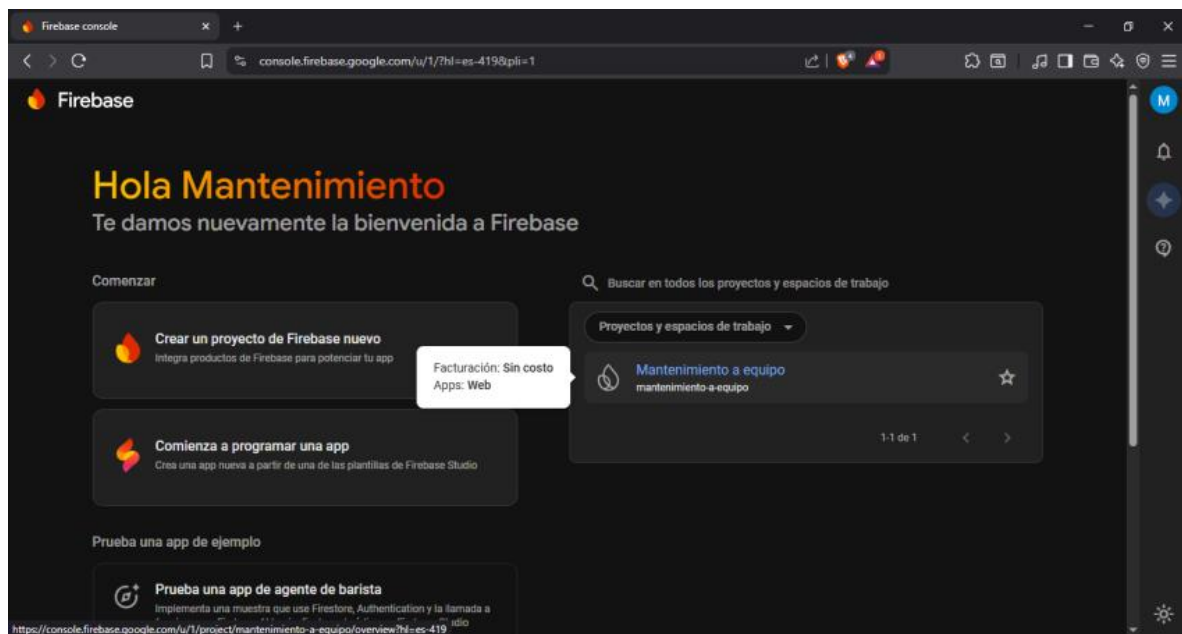 Firebase console
console.firebase.google.com/u/1/?hl=es-419&pli=1
Firebase
M
Hola Mantenimiento
Te damos nuevamente la bienvenida a Firebase
Comenzar
Buscar en todos los proyectos y espacios de trabajo
Crear un proyecto de Firebase nuevo
Integra productos de Firebase para potenciar tu app
Proyectos y espacios de trabajo
Facturación: Sin costo
Apps: Web
Mantenimiento a equipo
mantenimiento-a-equipo
1-1 de 1
Comienza a programar una app
Crea una app nueva a partir de una de las plantillas de Firebase Studio
Prueba una app de ejemplo
Prueba una app de agente de barista
Implementa una muestra que use Firestore, Authentication y la llamada a
https://console.firebase.google.com/u/1/project/mantenimiento-a-equipo/overview?hl=es-419